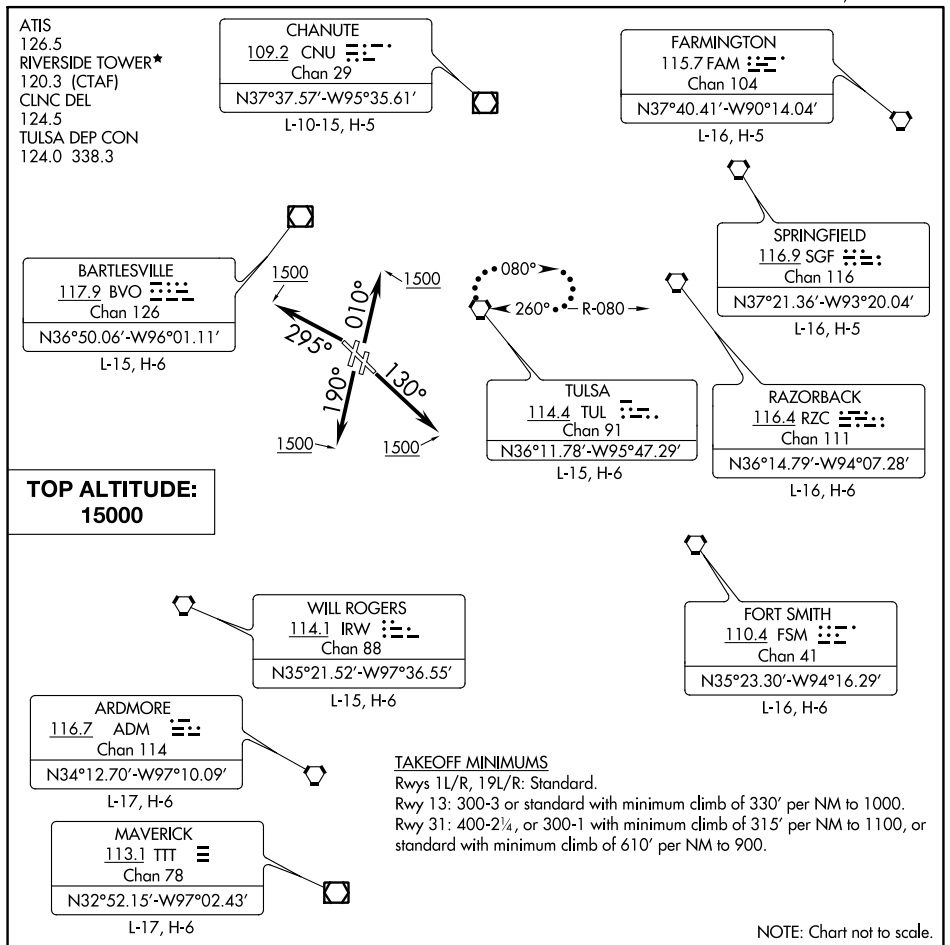 ATIS
126.5
RIVERSIDE TOWER★
120.3 (CTAF)
CLNC DEL
124.5
TULSA DEP CON
124.0 338.3
CHANUTE
109.2 CNU
Chan 29
N37°37.57′-W95°35.61′
L-10-15, H-5
FARMINGTON
115.7 FAM
Chan 104
N37°40.41′-W90°14.04′
L-16, H-5
SPRINGFIELD
116.9 SGF
Chan 116
N37°21.36′-W93°20.04′
L-16, H-5
BARTLESVILLE
117.9 BVO
Chan 126
N36°50.06′-W96°01.11′
L-15, H-6
1500
1500
295°
010°
190°
130°
1500
1500
080°
260°
R-080
TULSA
114.4 TUL
Chan 91
N36°11.78′-W95°47.29′
L-15, H-6
RAZORBACK
116.4 RZC
Chan 111
N36°14.79′-W94°07.28′
L-16, H-6
TOP ALTITUDE:
15000
WILL ROGERS
114.1 IRW
Chan 88
N35°21.52′-W97°36.55′
L-15, H-6
FORT SMITH
110.4 FSM
Chan 41
N35°23.30′-W94°16.29′
L-16, H-6
ARDMORE
116.7 ADM
Chan 114
N34°12.70′-W97°10.09′
L-17, H-6
MAVERICK
113.1 TTT
Chan 78
N32°52.15′-W97°02.43′
L-17, H-6
TAKEOFF MINIMUMS
Rwys 1L/R, 19L/R: Standard.
Rwy 13: 300-3 or standard with minimum climb of 330′ per NM to 1000.
Rwy 31: 400-2¼, or 300-1 with minimum climb of 315′ per NM to 1100, or
standard with minimum climb of 610′ per NM to 900.
NOTE: Chart not to scale.